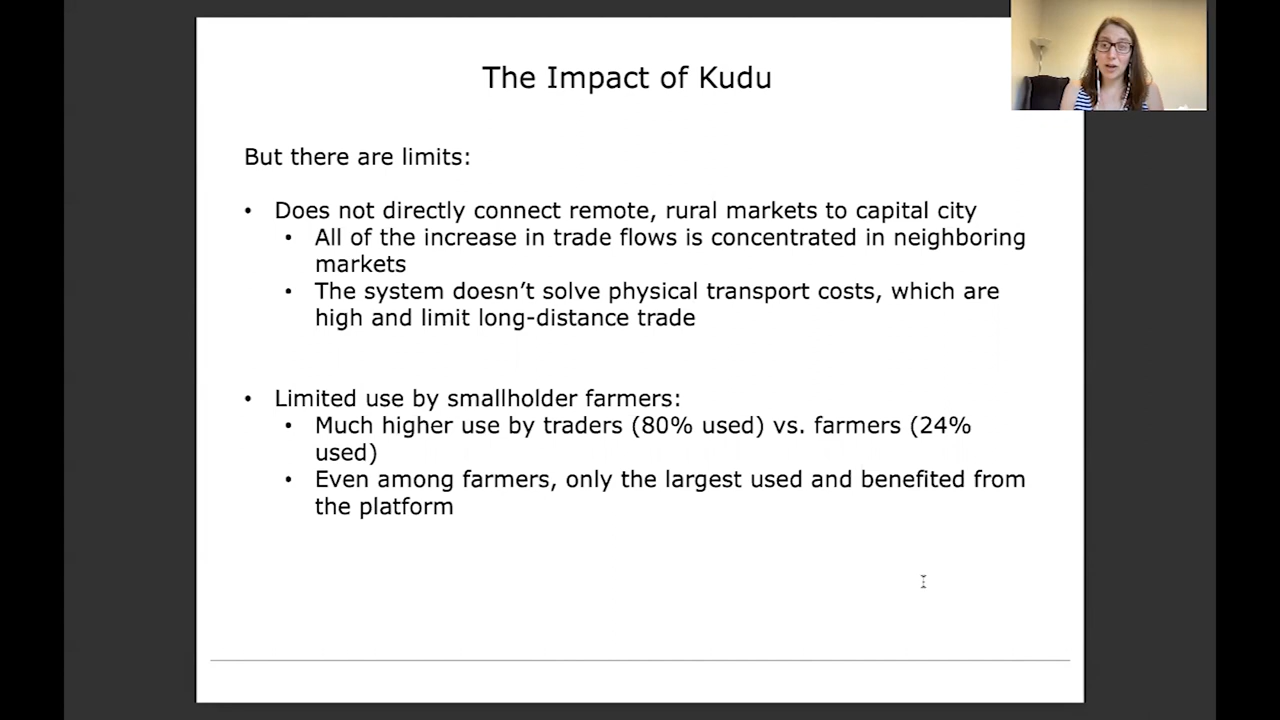 The Impact of Kudu
But there are limits:
• Does not directly connect remote, rural markets to capital city
• All of the increase in trade flows is concentrated in neighboring
markets
• The system doesn’t solve physical transport costs, which are
high and limit long-distance trade
• Limited use by smallholder farmers:
• Much higher use by traders (80% used) vs. farmers (24%
used)
• Even among farmers, only the largest used and benefited from
the platform